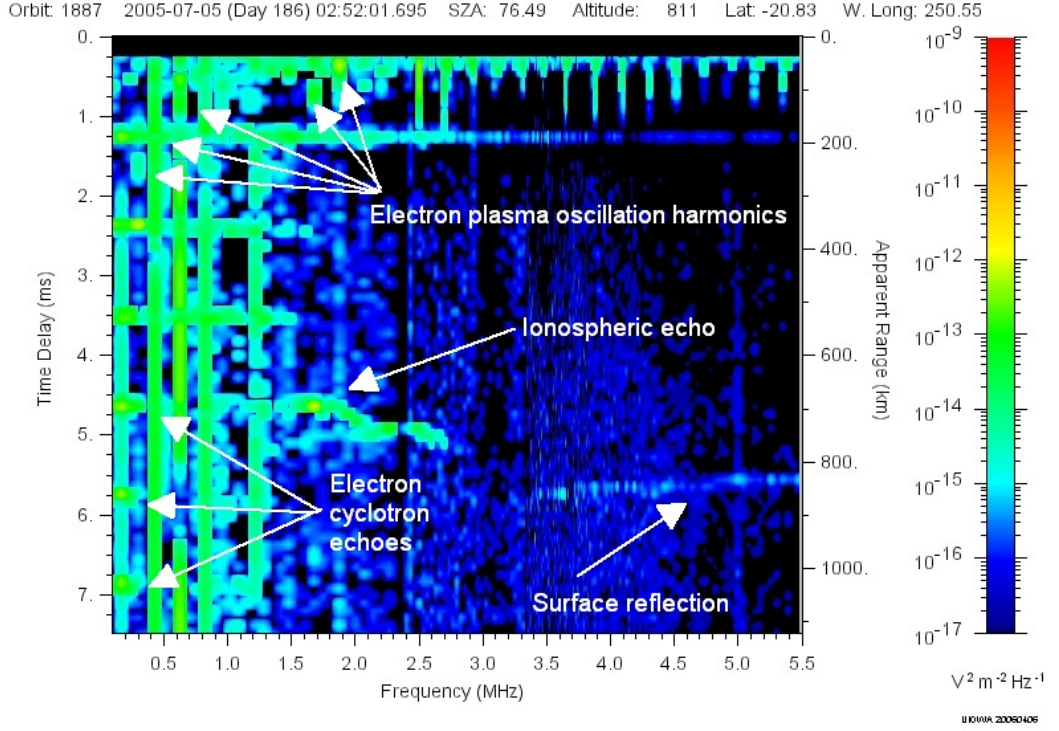 Orbit: 1887 2005-07-05 (Day 186) 02:52:01.695 SZA: 76.49 Altitude: 811 Lat: -20.83 W. Long: 250.55
0.
1.
2.
3.
4.
5.
6.
7.
Time Delay (ms)
Electron plasma oscillation harmonics
Ionospheric echo
Electron
cyclotron
echoes
Surface reflection
0.5 1.0 1.5 2.0 2.5 3.0 3.5 4.0 4.5 5.0 5.5
Frequency (MHz)
0.
200.
400.
600.
800.
1000.
Apparent Range (km)
10⁻⁹
10⁻¹⁰
10⁻¹¹
10⁻¹²
10⁻¹³
10⁻¹⁴
10⁻¹⁵
10⁻¹⁶
10⁻¹⁷
V² m⁻² Hz⁻¹